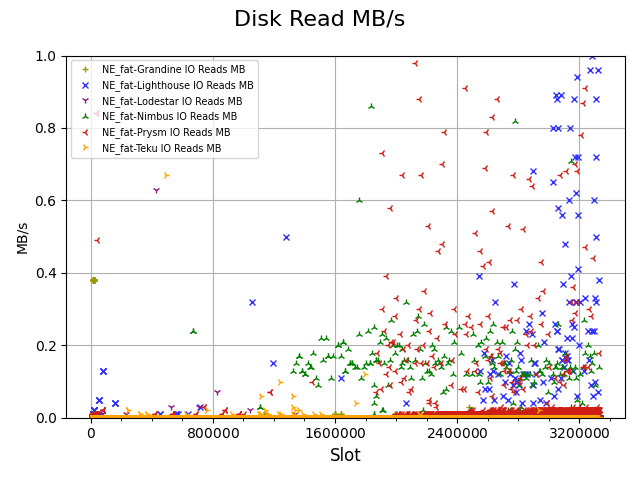 Disk Read MB/s
1.0
0.8
0.6
0.4
0.2
0.0
MB/s
NE_fat-Grandine IO Reads MB
NE_fat-Lighthouse IO Reads MB
NE_fat-Lodestar IO Reads MB
NE_fat-Nimbus IO Reads MB
NE_fat-Prysm IO Reads MB
NE_fat-Teku IO Reads MB
0 800000 1600000 2400000 3200000
Slot